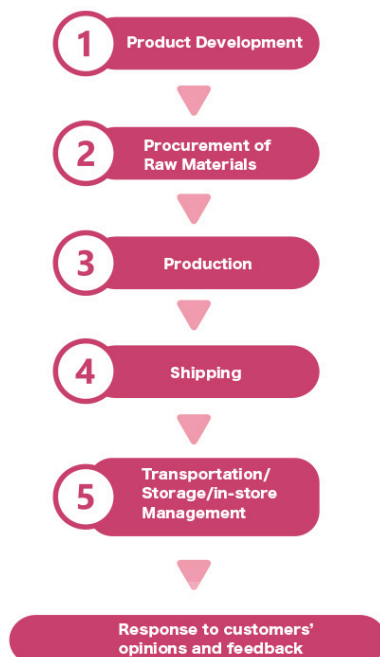 1
Product Development
2
Procurement of
Raw Materials
3
Production
4
Shipping
5
Transportation/
Storage/in-store
Management
Response to customers’
opinions and feedback